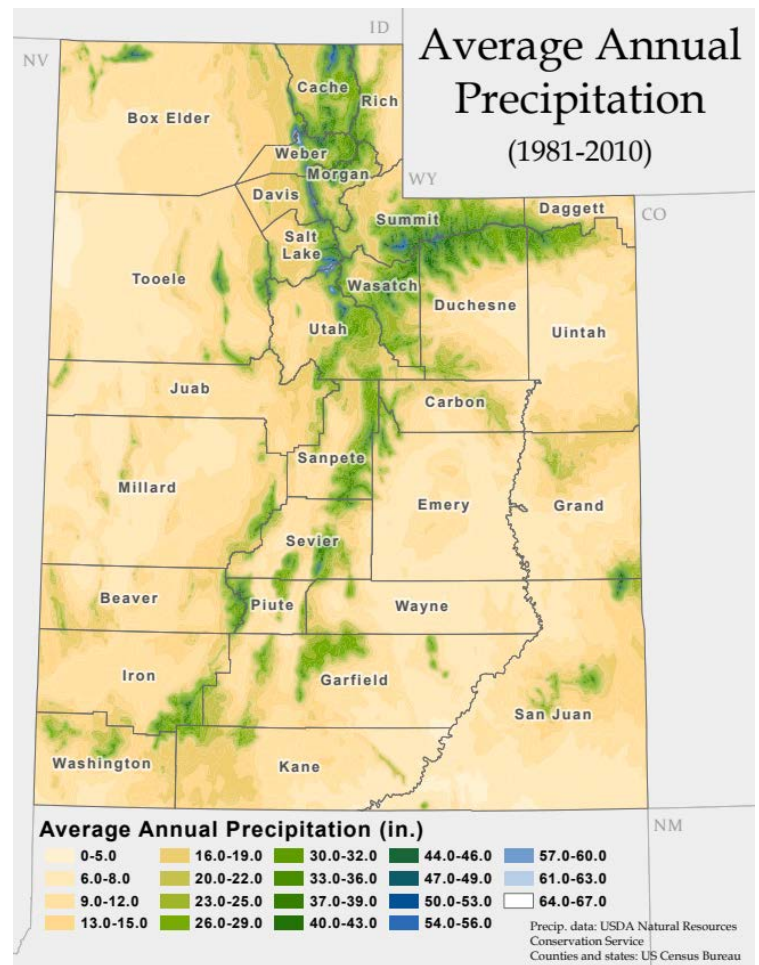 ID
NV
Average Annual
Precipitation
(1981-2010)
Cache
Rich
Box Elder
Weber
Morgan
WY
Davis
Daggett
CO
Summit
Salt
Lake
Tooele
Wasatch
Duchesne
Utah
Uintah
Juab
Carbon
Sanpete
Millard
Emery
Grand
Sevier
Beaver
Piute
Wayne
Iron
Garfield
San Juan
Washington
Kane
NM
Average Annual Precipitation (in.)
0-5.0
6.0-8.0
9.0-12.0
13.0-15.0
16.0-19.0
20.0-22.0
23.0-25.0
26.0-29.0
30.0-32.0
33.0-36.0
37.0-39.0
40.0-43.0
44.0-46.0
47.0-49.0
50.0-53.0
54.0-56.0
57.0-60.0
61.0-63.0
64.0-67.0
Precip. data: USDA Natural Resources
Conservation Service
Counties and states: US Census Bureau